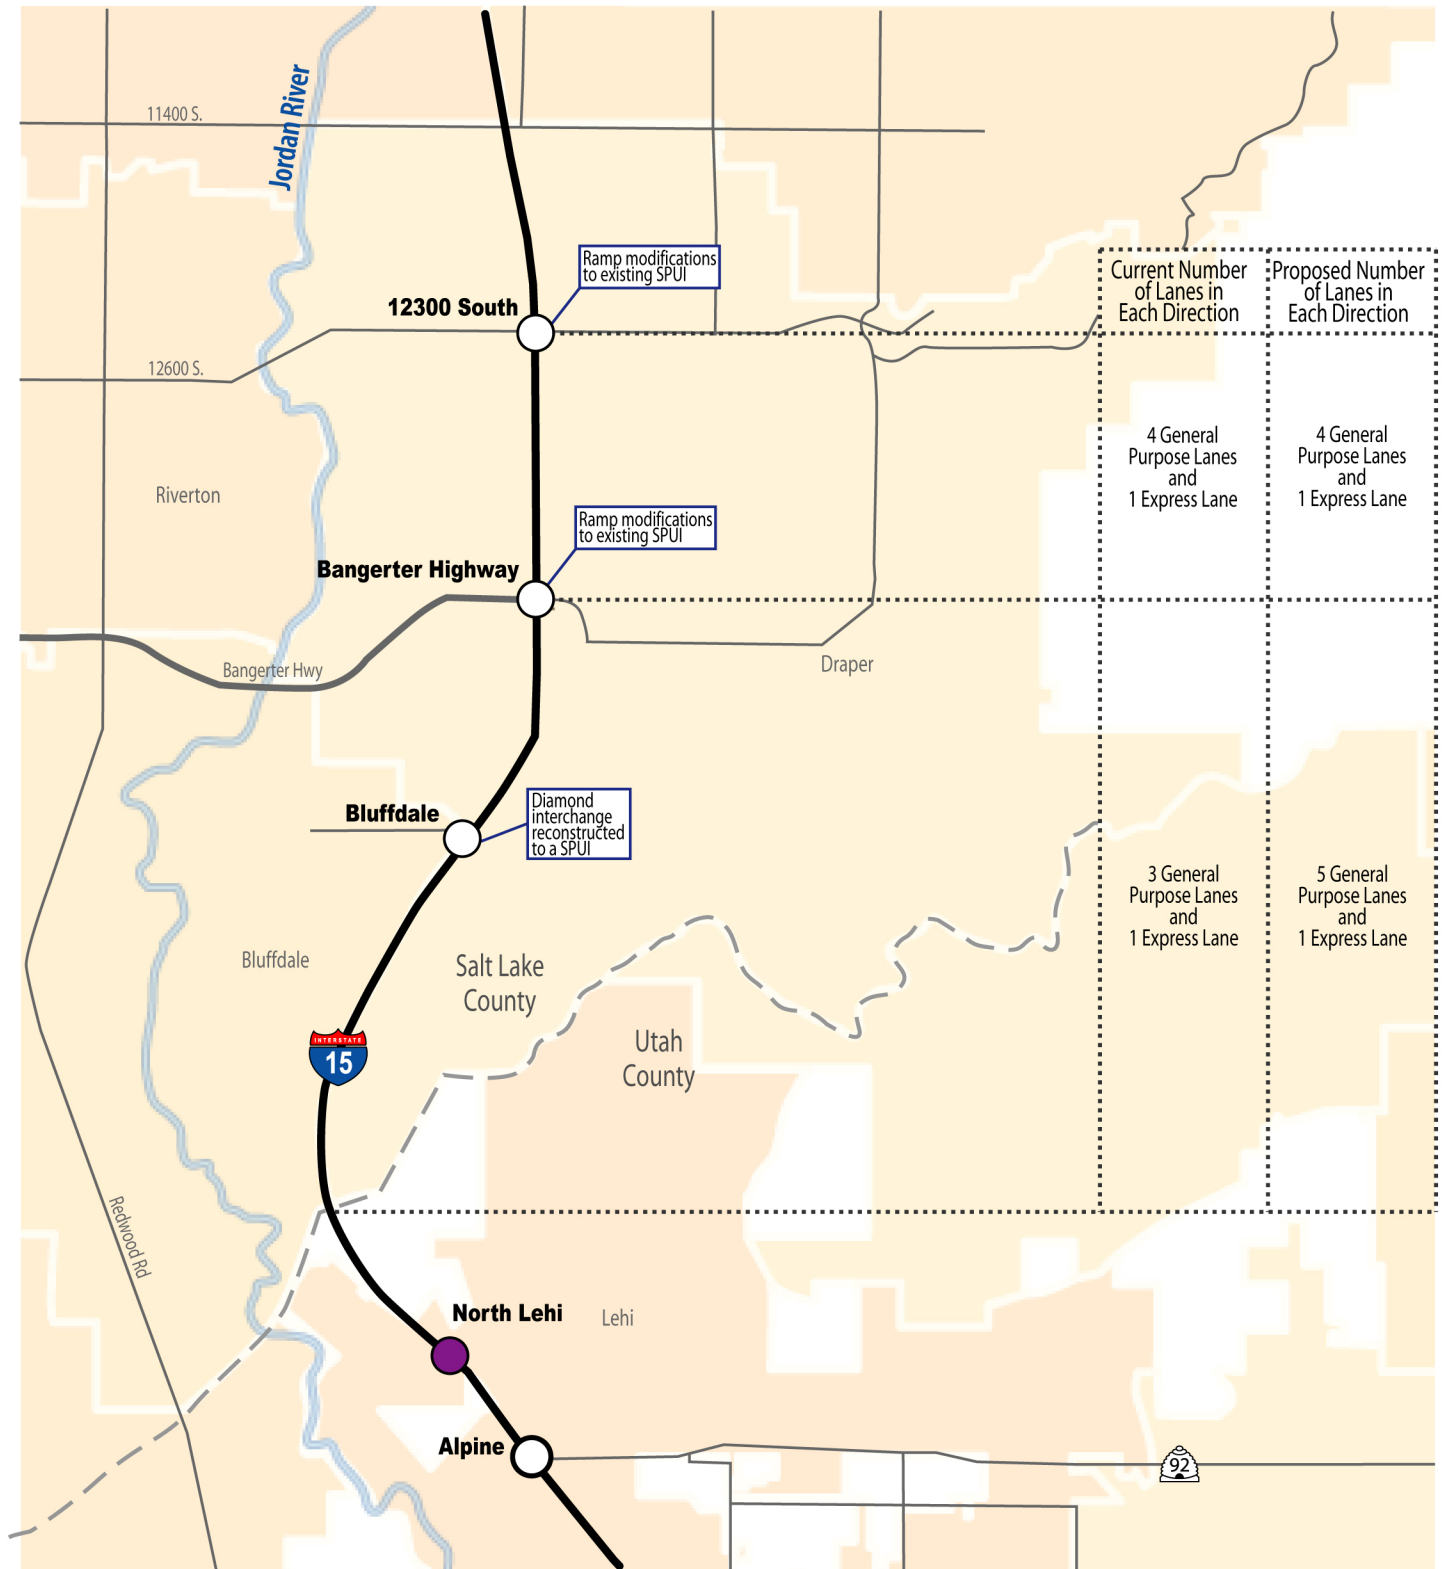 11400 S.
Jordan River
Ramp modifications
to existing SPUI
12300 South
Current Number
of Lanes in
Each Direction
Proposed Number
of Lanes in
Each Direction
12600 S.
4 General
Purpose Lanes
and
1 Express Lane
4 General
Purpose Lanes
and
1 Express Lane
Riverton
Ramp modifications
to existing SPUI
Bangerter Highway
Bangerter Hwy
Draper
Diamond
interchange
reconstructed
to a SPUI
Bluffdale
3 General
Purpose Lanes
and
1 Express Lane
5 General
Purpose Lanes
and
1 Express Lane
Bluffdale
Salt Lake
County
Utah
County
INTERSTATE
15
Redwood Rd
North Lehi
Lehi
Alpine
92